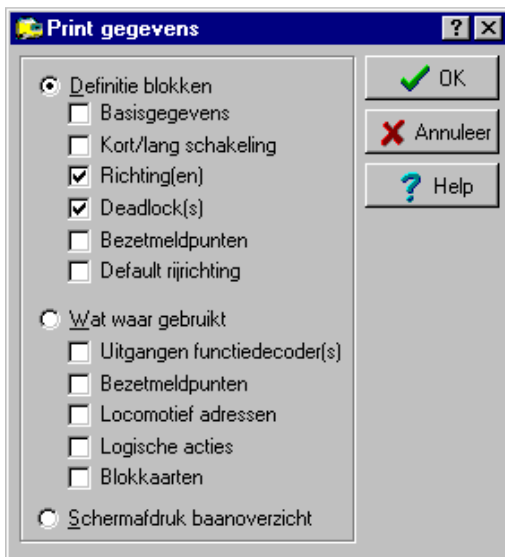 Print gegevens
Definitie blokken
Basisgegevens
Kort/lang schakeling
Richting(en)
Deadlock(s)
Bezetmeldpunten
Default rijrichting
Wat waar gebruikt
Uitgangen functiedecoder(s)
Bezetmeldpunten
Locomotief adressen
Logische acties
Blokkaarten
Schermafdruk baanoverzicht
OK
Annuleer
Help